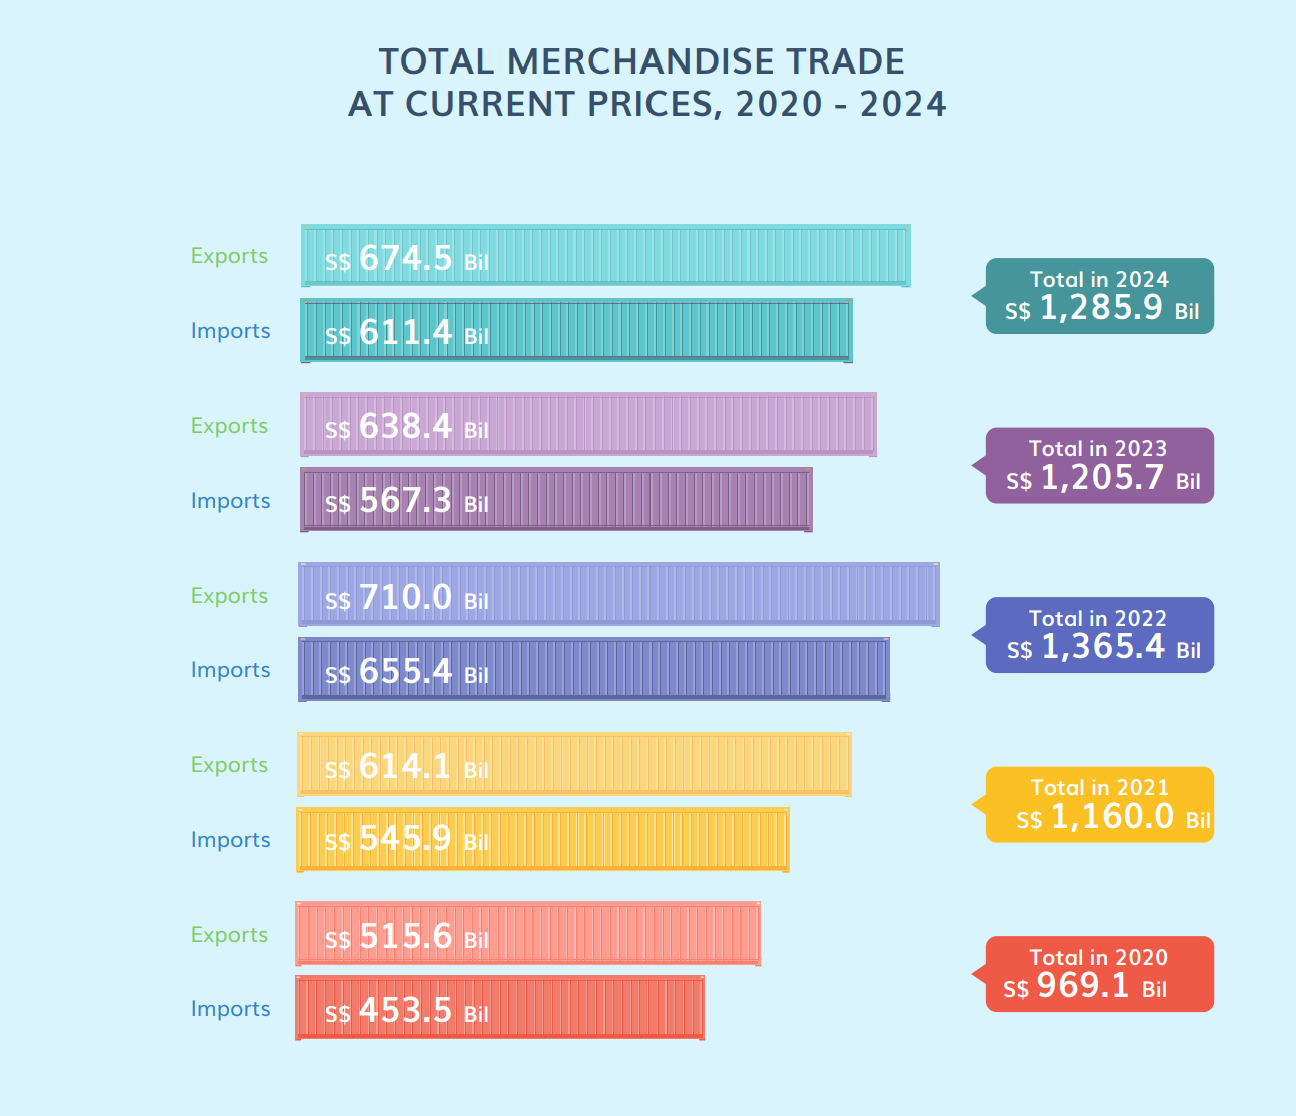 TOTAL MERCHANDISE TRADE
AT CURRENT PRICES, 2020 - 2024
Exports
S$ 674.5 Bil
Imports
S$ 611.4 Bil
Total in 2024
S$ 1,285.9 Bil
Exports
S$ 638.4 Bil
Imports
S$ 567.3 Bil
Total in 2023
S$ 1,205.7 Bil
Exports
S$ 710.0 Bil
Imports
S$ 655.4 Bil
Total in 2022
S$ 1,365.4 Bil
Exports
S$ 614.1 Bil
Imports
S$ 545.9 Bil
Total in 2021
S$ 1,160.0 Bil
Exports
S$ 515.6 Bil
Imports
S$ 453.5 Bil
Total in 2020
S$ 969.1 Bil